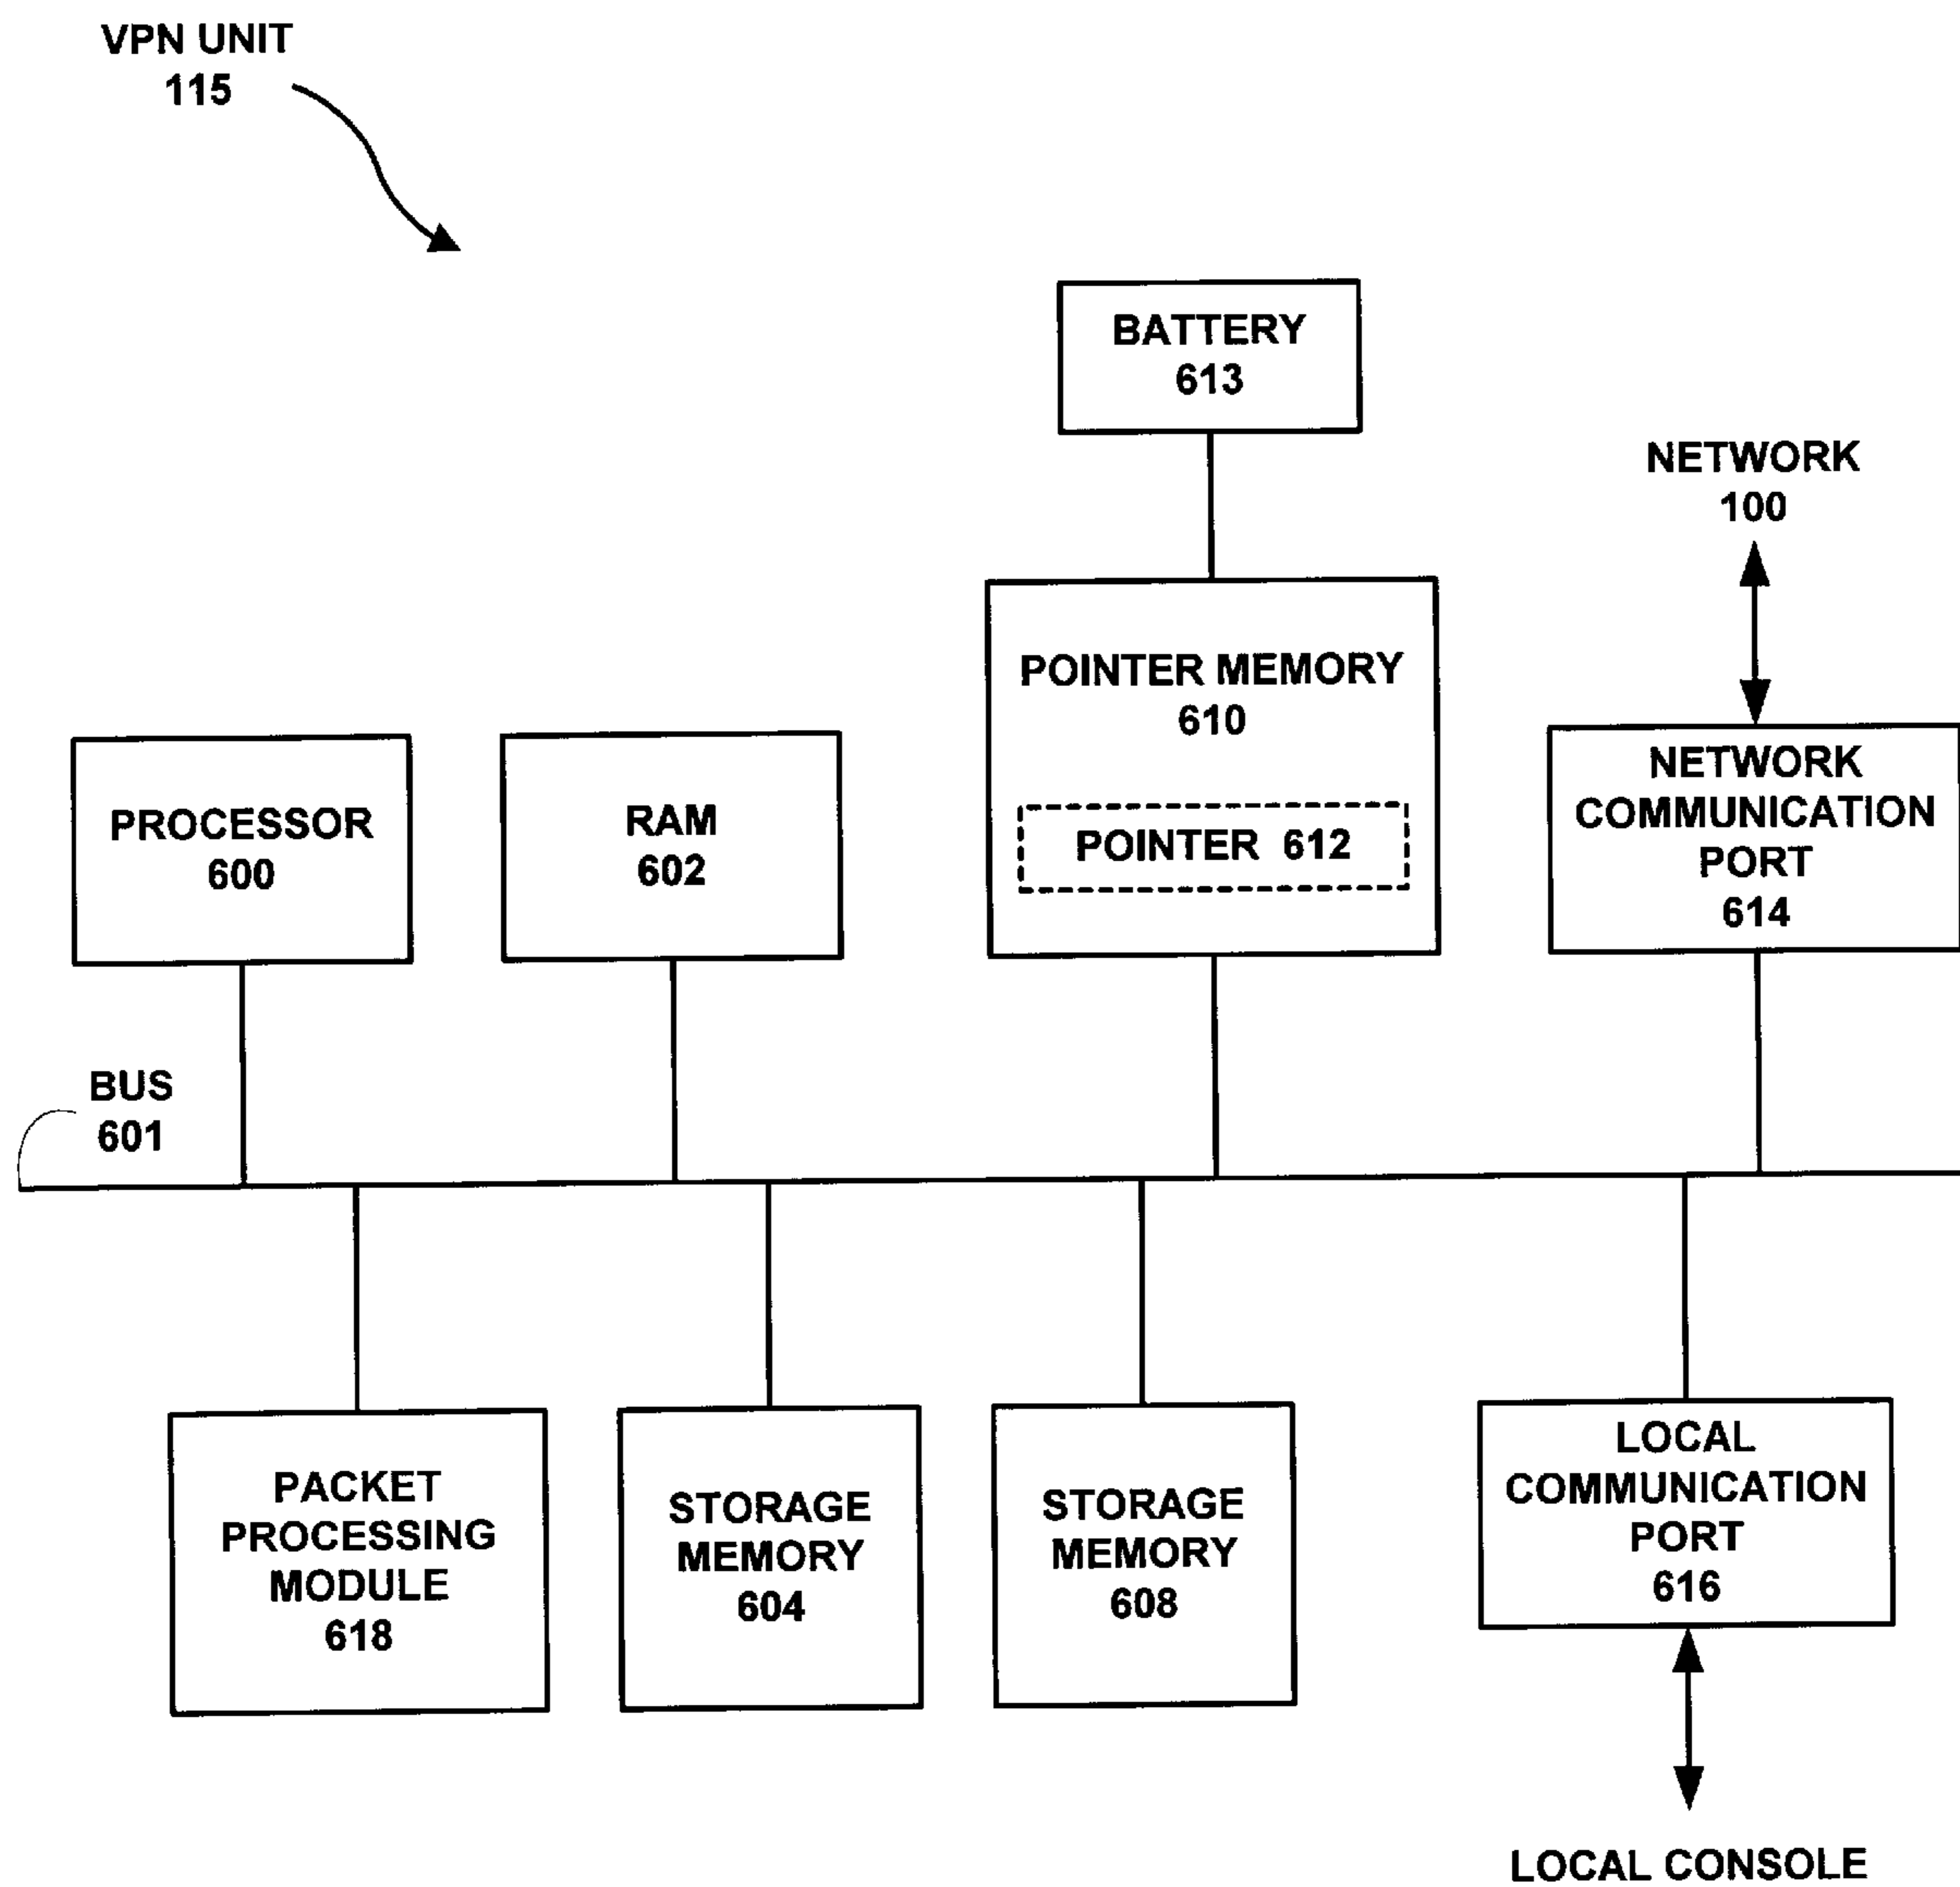 VPN UNIT
115
BATTERY
613
NETWORK
100
POINTER MEMORY
610
POINTER 612
NETWORK
COMMUNICATION
PORT
614
PROCESSOR
600
RAM
602
BUS
601
PACKET
PROCESSING
MODULE
618
STORAGE
MEMORY
604
STORAGE
MEMORY
608
LOCAL
COMMUNICATION
PORT
616
LOCAL CONSOLE